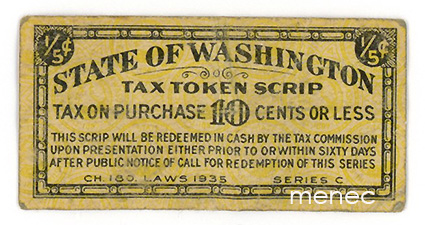 1/5¢ 1/5¢
STATE OF WASHINGTON
TAX TOKEN SCRIP
TAX ON PURCHASE 10 CENTS OR LESS
THIS SCRIP WILL BE REDEEMED IN CASH BY THE TAX COMMISSION
UPON PRESENTATION EITHER PRIOR TO OR WITHIN SIXTY DAYS
AFTER PUBLIC NOTICE OF CALL FOR REDEMPTION OF THIS SERIES
CH. 180. LAWS 1935 SERIES C
menec